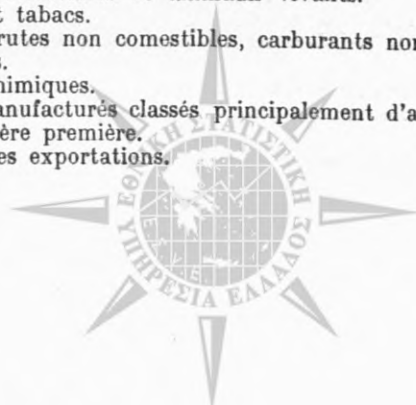 t tabacs.
rutes non comestibles, carburants non
s.
himiques.
anufacturés classés principalement d'a
ère première.
es exportations.
ΕΘΝΙΚΗ ΣΤΑΤΙΣΤΙΚΗ
ΥΠΗΡΕΣΙΑ ΕΛΛΑΔΟΣ
Ε Σ Υ Ε